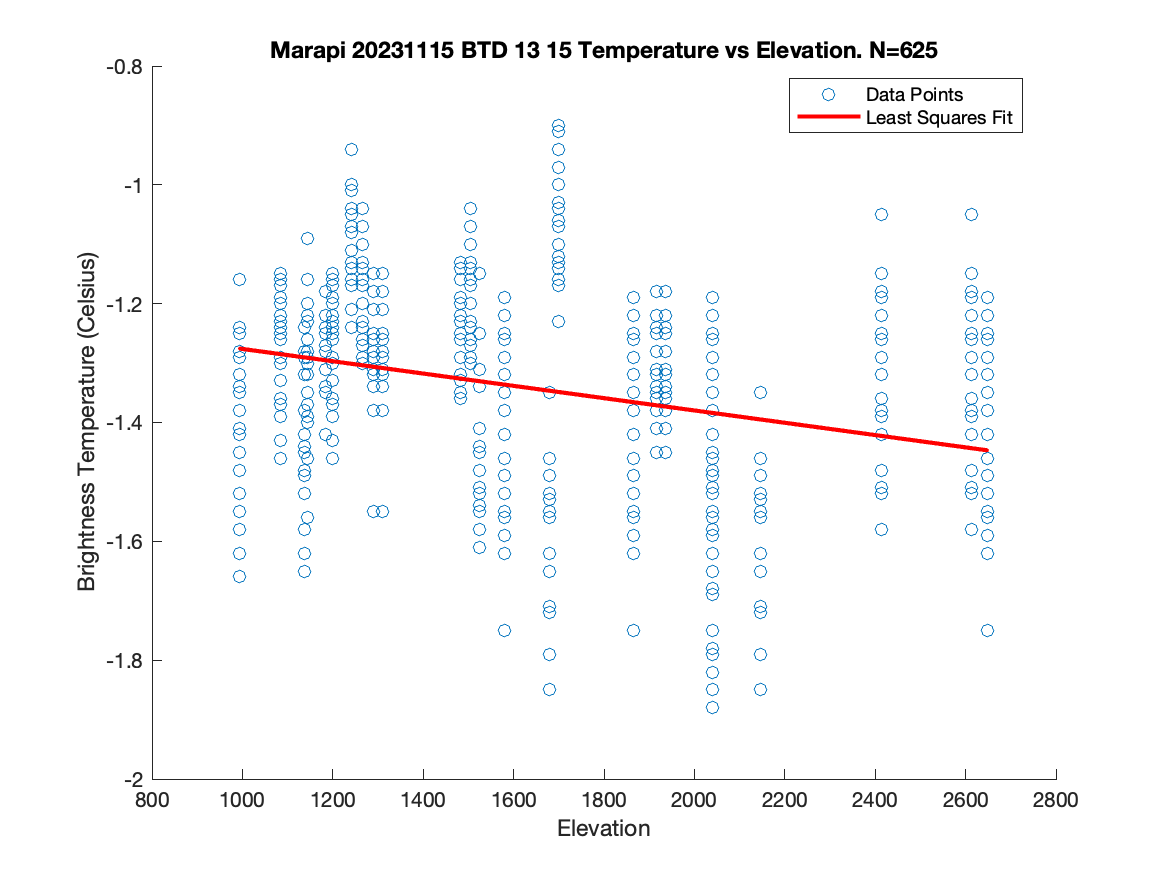 Marapi 20231115 BTD 13 15 Temperature vs Elevation. N=625
Data Points
Least Squares Fit
Brightness Temperature (Celsius)
-0.8
-1
-1.2
-1.4
-1.6
-1.8
-2
800 1000 1200 1400 1600 1800 2000 2200 2400 2600 2800
Elevation